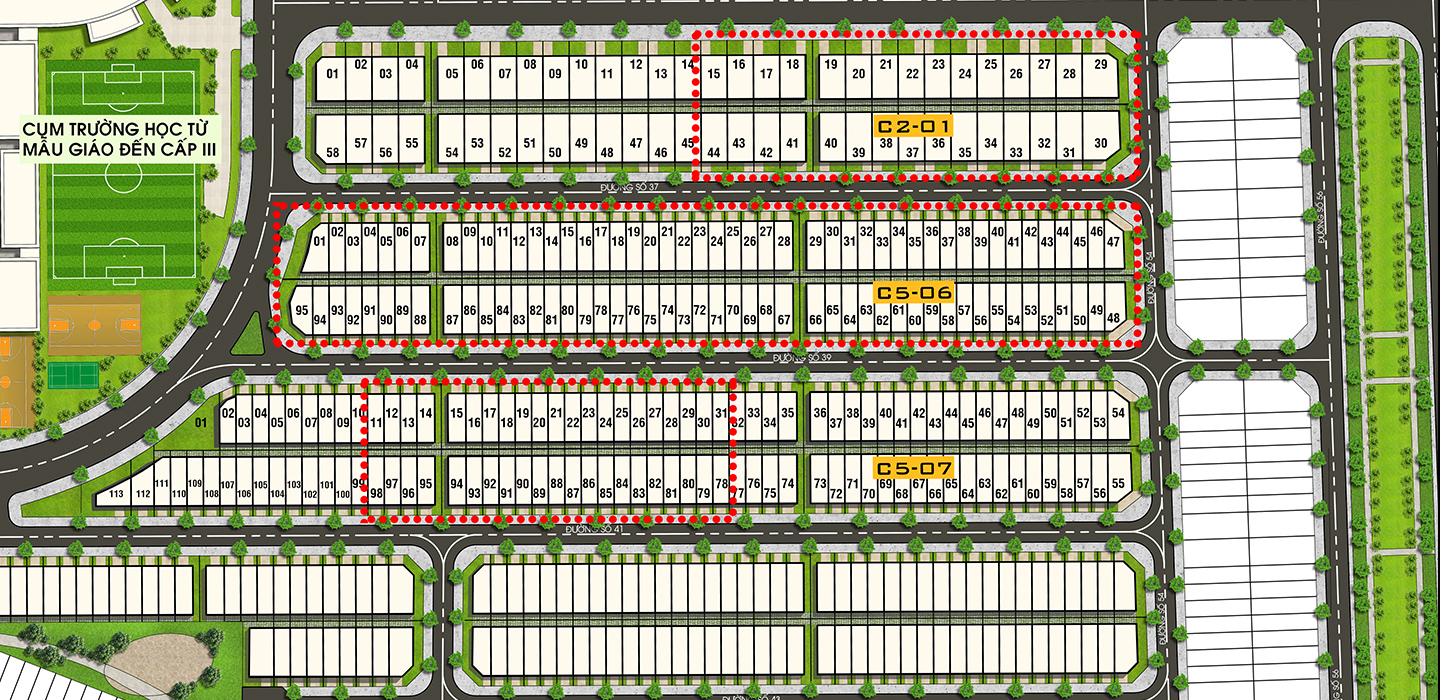 CỤM TRƯỜNG HỌC TỪ
MẪU GIÁO ĐẾN CẤP III
01 02 03 04 05 06 07 08 09 10 11 12 13 14 15 16 17 18 19 20 21 22 23 24 25 26 27 28 29
C2-01
58 57 56 55 54 53 52 51 50 49 48 47 46 45 44 43 42 41 40 39 38 37 36 35 34 33 32 31 30
ĐƯỜNG SỐ 37
01 02 03 04 05 06 07 08 09 10 11 12 13 14 15 16 17 18 19 20 21 22 23 24 25 26 27 28 29 30 31 32 33 34 35 36 37 38 39 40 41 42 43 44 45 46 47
C5-06
95 94 93 92 91 90 89 88 87 86 85 84 83 82 81 80 79 78 77 76 75 74 73 72 71 70 69 68 67 66 65 64 63 62 61 60 59 58 57 56 55 54 53 52 51 50 49 48
ĐƯỜNG SỐ 39
01 02 03 04 05 06 07 08 09 10 11 12 13 14 15 16 17 18 19 20 21 22 23 24 25 26 27 28 29 30 31 32 33 34 35 36 37 38 39 40 41 42 43 44 45 46 47 48 49 50 51 52 53 54
C5-07
113 112 111 110 109 108 107 106 105 104 103 102 101 100 99 98 97 96 95 94 93 92 91 90 89 88 87 86 85 84 83 82 81 80 79 78 77 76 75 74 73 72 71 70 69 68 67 66 65 64 63 62 61 60 59 58 57 56 55
ĐƯỜNG SỐ 41
ĐƯỜNG SỐ 43
ĐƯỜNG SỐ 54
ĐƯỜNG SỐ 54
ĐƯỜNG SỐ 56
ĐƯỜNG SỐ 56